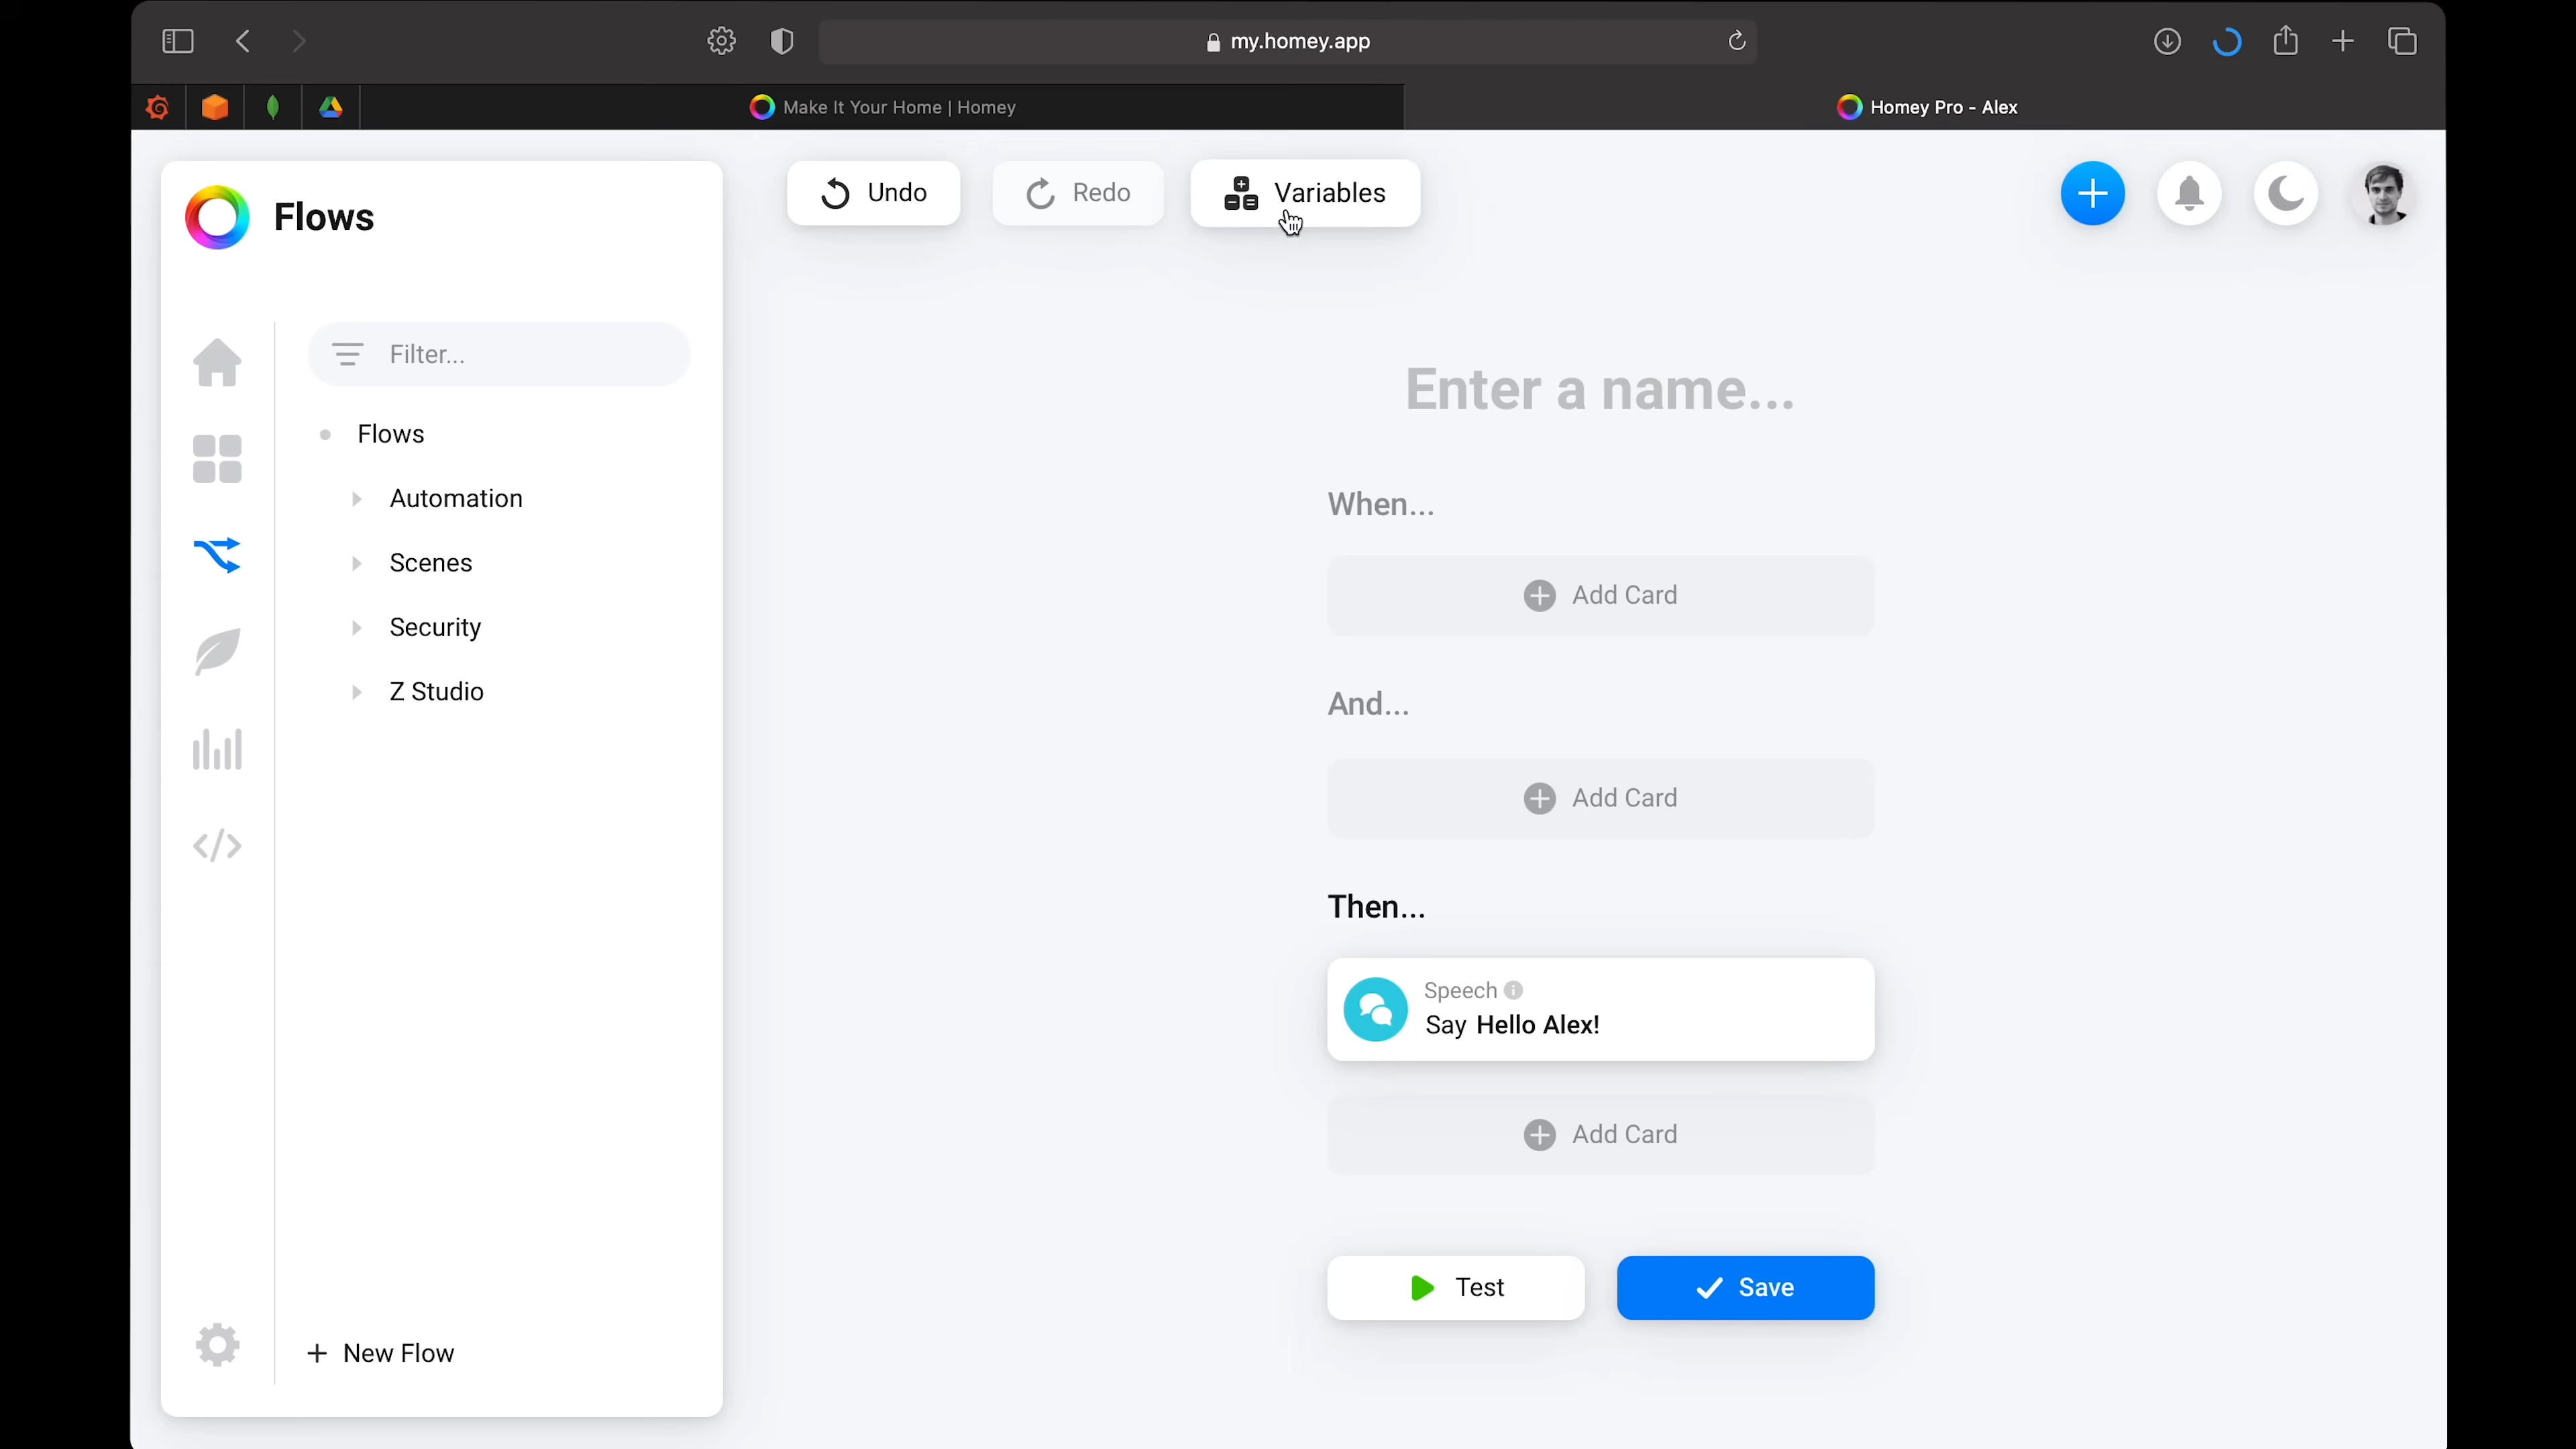 my.homey.app
Make It Your Home | Homey
Homey Pro - Alex
Flows
Undo
Redo
Variables
Filter...
Flows
Automation
Scenes
Security
Z Studio
New Flow
Enter a name...
When...
Add Card
And...
Add Card
Then...
Speech
Say Hello Alex!
Add Card
Test
Save